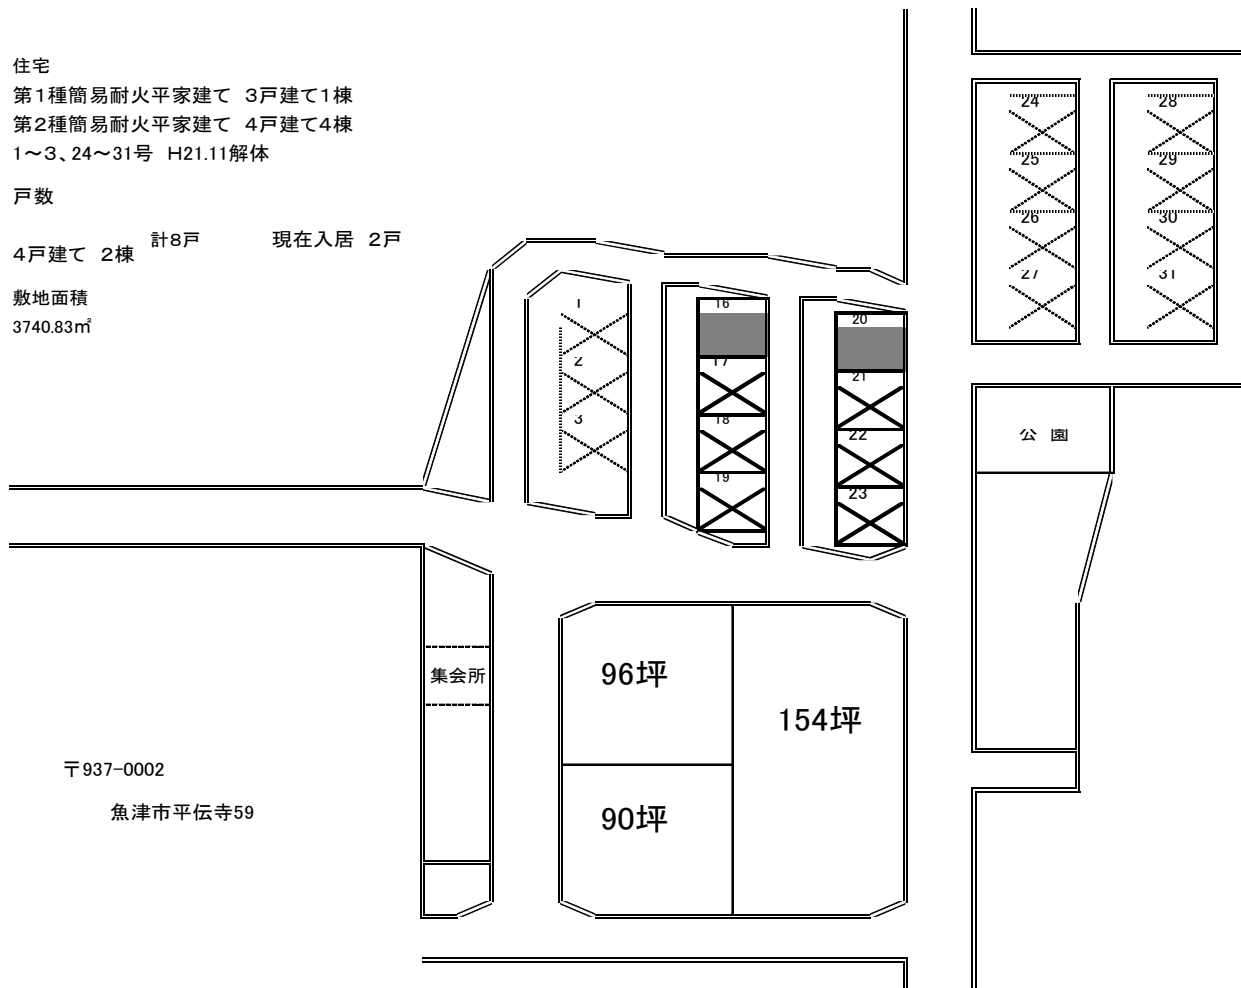 住宅
第1種簡易耐火平家建て 3戸建て1棟
第2種簡易耐火平家建て 4戸建て4棟
1～3、24～31号 H21.11解体
戸数
4戸建て 2棟 計8戸 現在入居 2戸
敷地面積
3740.83㎡
24
25
26
27
28
29
30
31
1
2
3
16
17
18
19
20
21
22
23
公 園
集会所
96坪
154坪
90坪
〒937-0002
魚津市平伝寺59